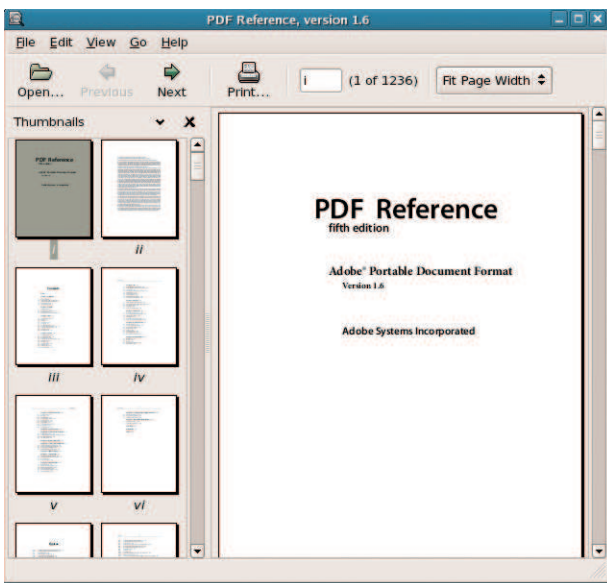 PDF Reference, version 1.6
File Edit View Go Help
Open... Previous Next Print... i (1 of 1236) Fit Page Width
Thumbnails
PDF Reference
i
ii
iii
iv
v
vi
PDF Reference
fifth edition
Adobe® Portable Document Format
Version 1.6
Adobe Systems Incorporated